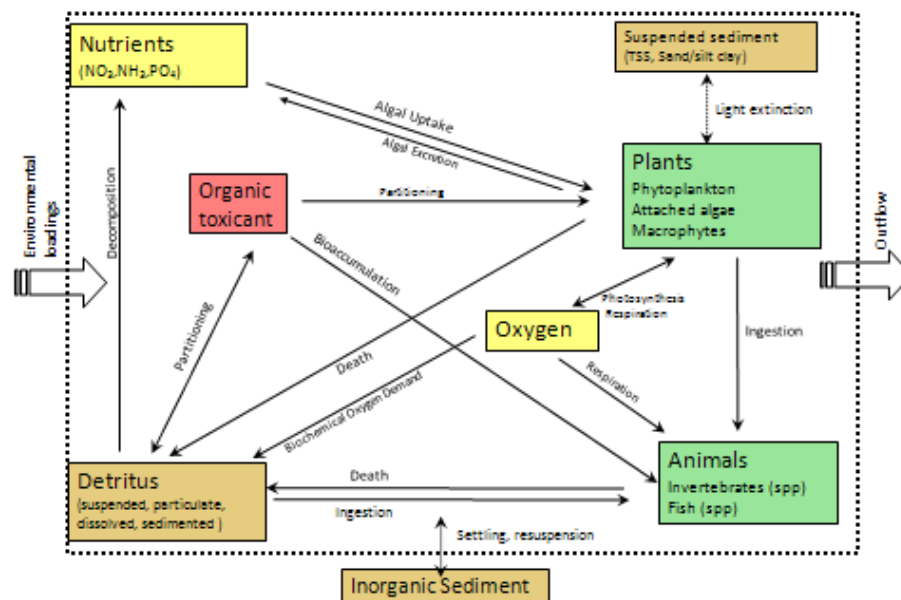 Nutrients
(NO₃,NH₃,PO₄)
Suspended sediment
(TSS, Sand/silt clay)
Algal Uptake
Algal Excretion
Light extinction
Plants
Phytoplankton
Attached algae
Macrophytes
Organic
toxicant
Partitioning
Environmental
loadings
Decomposition
Bioaccumulation
Outflow
Partitioning
Oxygen
Photosynthesis
Respiration
Ingestion
Death
Respiration
Biochemical Oxygen Demand
Detritus
(suspended, particulate,
dissolved, sedimented )
Death
Ingestion
Animals
Invertebrates (spp)
Fish (spp)
Settling, resuspension
Inorganic Sediment